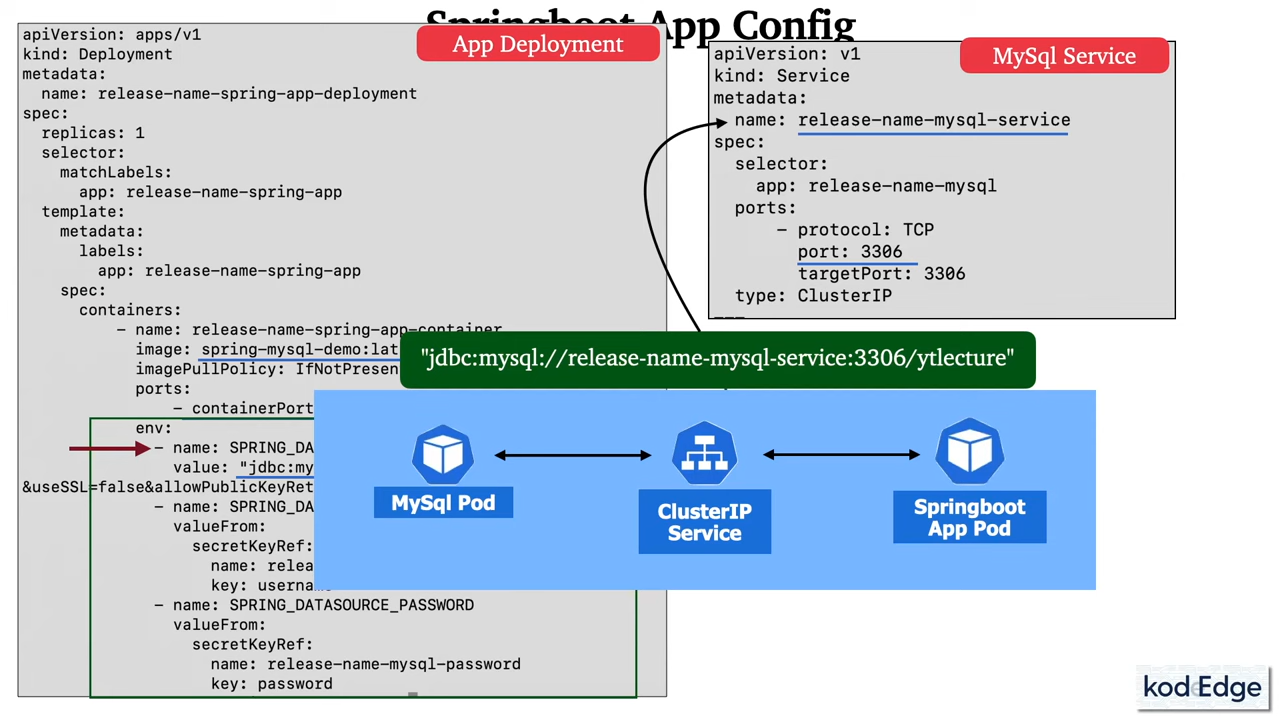 Springboot App Config
App Deployment
apiVersion: apps/v1
kind: Deployment
metadata:
name: release-name-spring-app-deployment
spec:
replicas: 1
selector:
matchLabels:
app: release-name-spring-app
template:
metadata:
labels:
app: release-name-spring-app
spec:
containers:
- name: release-name-spring-app-container
image: spring-mysql-demo:lat
imagePullPolicy: IfNotPresen
ports:
- containerPort
env:
- name: SPRING_DA
value: "jdbc:my
&useSSL=false&allowPublicKeyRet
- name: SPRING_DA
valueFrom:
secretKeyRef:
name: relea
key: username
- name: SPRING_DATASOURCE_PASSWORD
valueFrom:
secretKeyRef:
name: release-name-mysql-password
key: password
MySql Service
apiVersion: v1
kind: Service
metadata:
name: release-name-mysql-service
spec:
selector:
app: release-name-mysql
ports:
- protocol: TCP
port: 3306
targetPort: 3306
type: ClusterIP
---
"jdbc:mysql://release-name-mysql-service:3306/ytlecture"
MySql Pod
ClusterIP
Service
Springboot
App Pod
kodeEdge